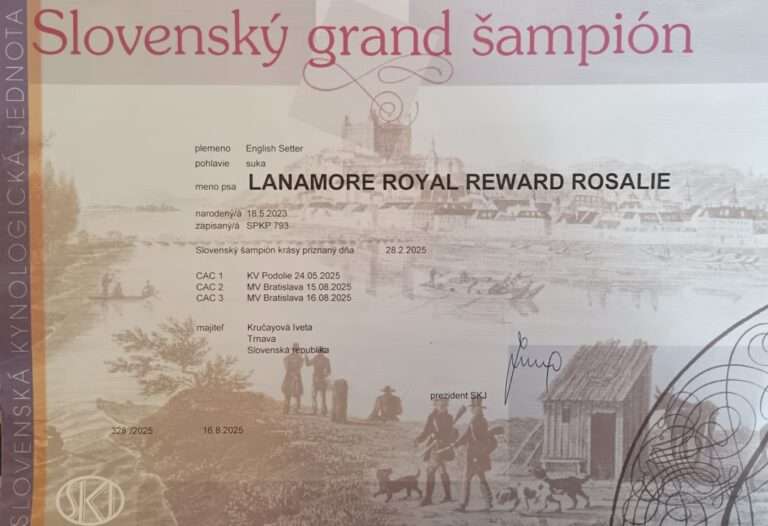 SLOVENSKÁ KYNOLOGICKÁ JEDNOTA
Slovenský grand šampión
plemeno English Setter
pohlavie suka
meno psa LANAMORE ROYAL REWARD ROSALIE
narodený/á 18.5.2023
zapísaný/á SPKP 793
Slovenský šampión krásy priznaný dňa 28.2.2025
CAC 1 KV Podolie 24.05.2025
CAC 2 MV Bratislava 15.08.2025
CAC 3 MV Bratislava 16.08.2025
majiteľ Kručayová Iveta
Trnava
Slovenská republika
prezident SKJ
328 /2025 16.8.2025
SKJ